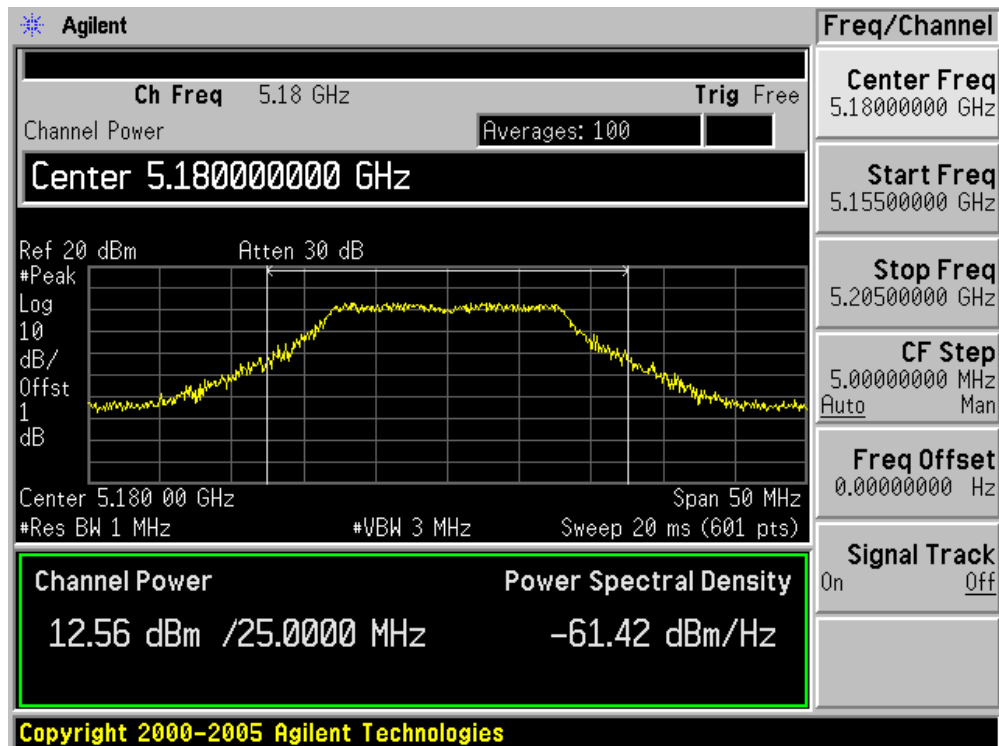 Agilent
Freq/Channel
Ch Freq 5.18 GHz Trig Free
Channel Power Averages: 100
Center 5.180000000 GHz
Ref 20 dBm Atten 30 dB
#Peak
Log
10
dB/
Offst
1
dB
Center 5.180 00 GHz Span 50 MHz
#Res BW 1 MHz #VBW 3 MHz Sweep 20 ms (601 pts)
Channel Power Power Spectral Density
12.56 dBm /25.0000 MHz -61.42 dBm/Hz
Center Freq
5.18000000 GHz
Start Freq
5.15500000 GHz
Stop Freq
5.20500000 GHz
CF Step
5.00000000 MHz
Auto Man
Freq Offset
0.00000000 Hz
Signal Track
On Off
Copyright 2000-2005 Agilent Technologies